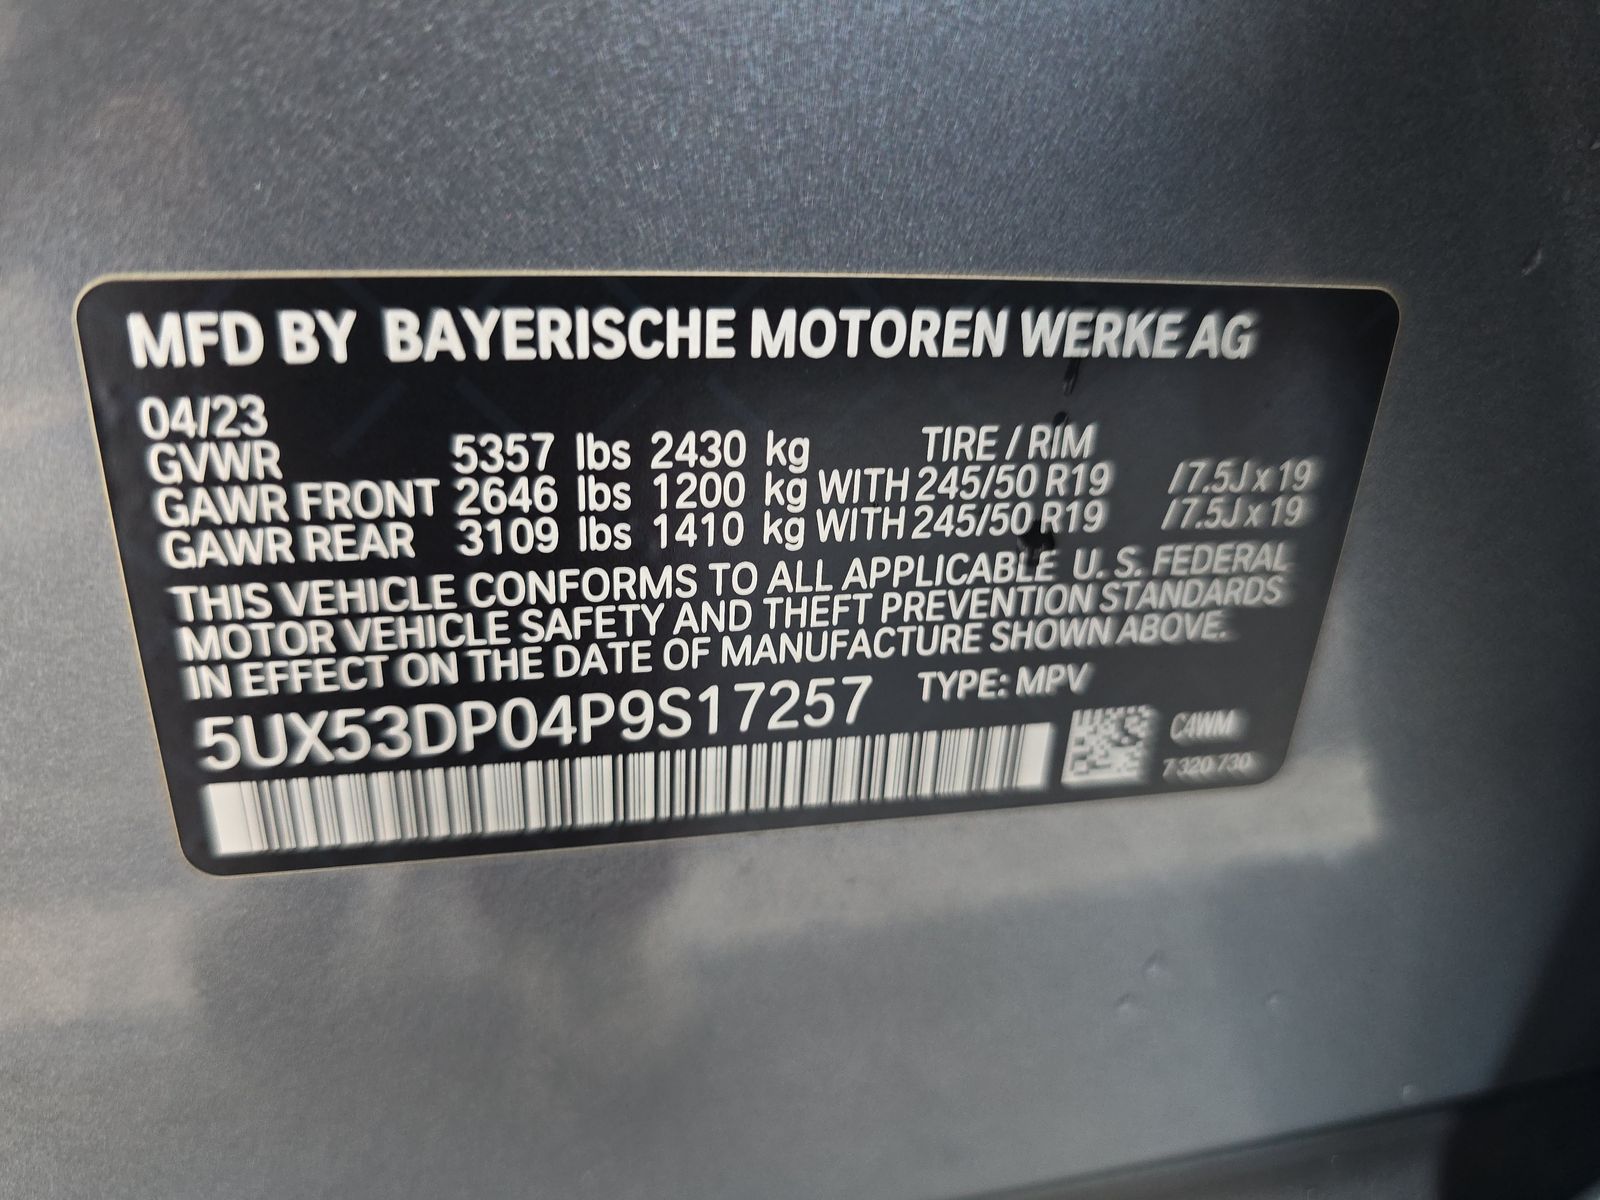 MFD BY BAYERISCHE MOTOREN WERKE AG
04/23
GVWR 5357 lbs 2430 kg TIRE / RIM
GAWR FRONT 2646 lbs 1200 kg WITH 245/50 R19 /7.5J x 19
GAWR REAR 3109 lbs 1410 kg WITH 245/50 R19 /7.5J x 19
THIS VEHICLE CONFORMS TO ALL APPLICABLE U. S. FEDERAL
MOTOR VEHICLE SAFETY AND THEFT PREVENTION STANDARDS
IN EFFECT ON THE DATE OF MANUFACTURE SHOWN ABOVE.
5UX53DP04P9S17257 TYPE: MPV
C4WM
7 320 730